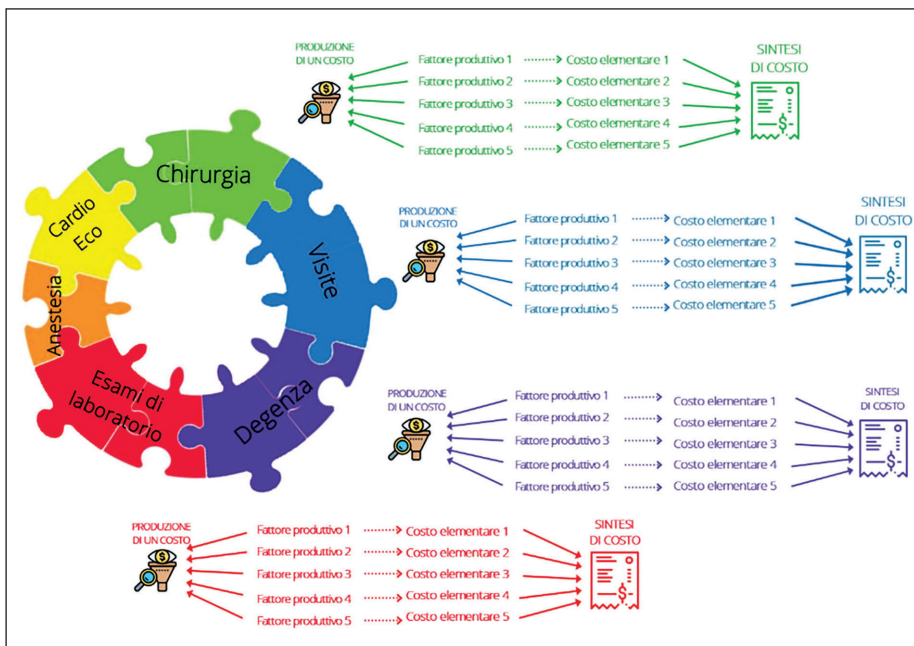 Chirurgia
Visite
Degenza
Esami di
laboratorio
Anestesia
Cardio
Eco
PRODUZIONE
DI UN COSTO
Fattore produttivo 1 Costo elementare 1
Fattore produttivo 2 Costo elementare 2
Fattore produttivo 3 Costo elementare 3
Fattore produttivo 4 Costo elementare 4
Fattore produttivo 5 Costo elementare 5
SINTESI
DI COSTO
PRODUZIONE
DI UN COSTO
Fattore produttivo 1 Costo elementare 1
Fattore produttivo 2 Costo elementare 2
Fattore produttivo 3 Costo elementare 3
Fattore produttivo 4 Costo elementare 4
Fattore produttivo 5 Costo elementare 5
SINTESI
DI COSTO
PRODUZIONE
DI UN COSTO
Fattore produttivo 1 Costo elementare 1
Fattore produttivo 2 Costo elementare 2
Fattore produttivo 3 Costo elementare 3
Fattore produttivo 4 Costo elementare 4
Fattore produttivo 5 Costo elementare 5
SINTESI
DI COSTO
PRODUZIONE
DI UN COSTO
Fattore produttivo 1 Costo elementare 1
Fattore produttivo 2 Costo elementare 2
Fattore produttivo 3 Costo elementare 3
Fattore produttivo 4 Costo elementare 4
Fattore produttivo 5 Costo elementare 5
SINTESI
DI COSTO